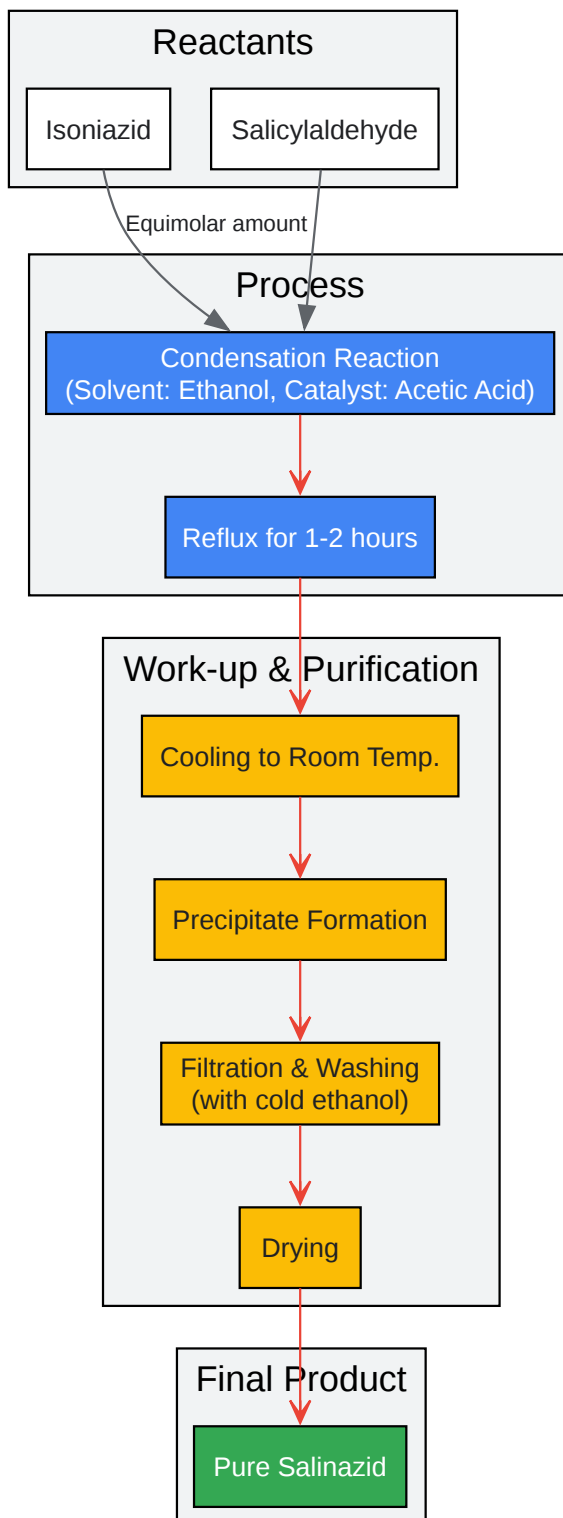 Reactants
Isoniazid
Salicylaldehyde
Equimolar amount
Process
Condensation Reaction
(Solvent: Ethanol, Catalyst: Acetic Acid)
Reflux for 1-2 hours
Work-up & Purification
Cooling to Room Temp.
Precipitate Formation
Filtration & Washing
(with cold ethanol)
Drying
Final Product
Pure Salinazid